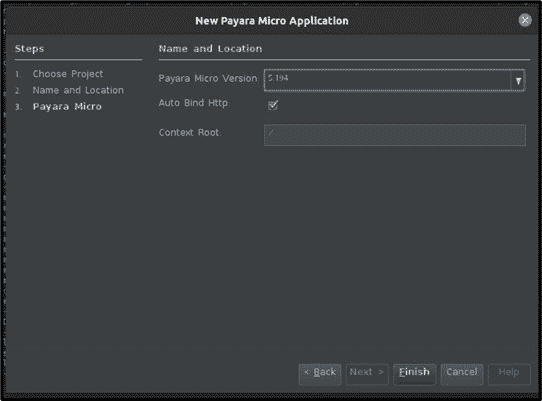 New Payara Micro Application
Steps
1. Choose Project
2. Name and Location
3. Payara Micro
Name and Location
Payara Micro Version
5.194
Auto Bind Http
Context Root
/
< Back
Next >
Finish
Cancel
Help